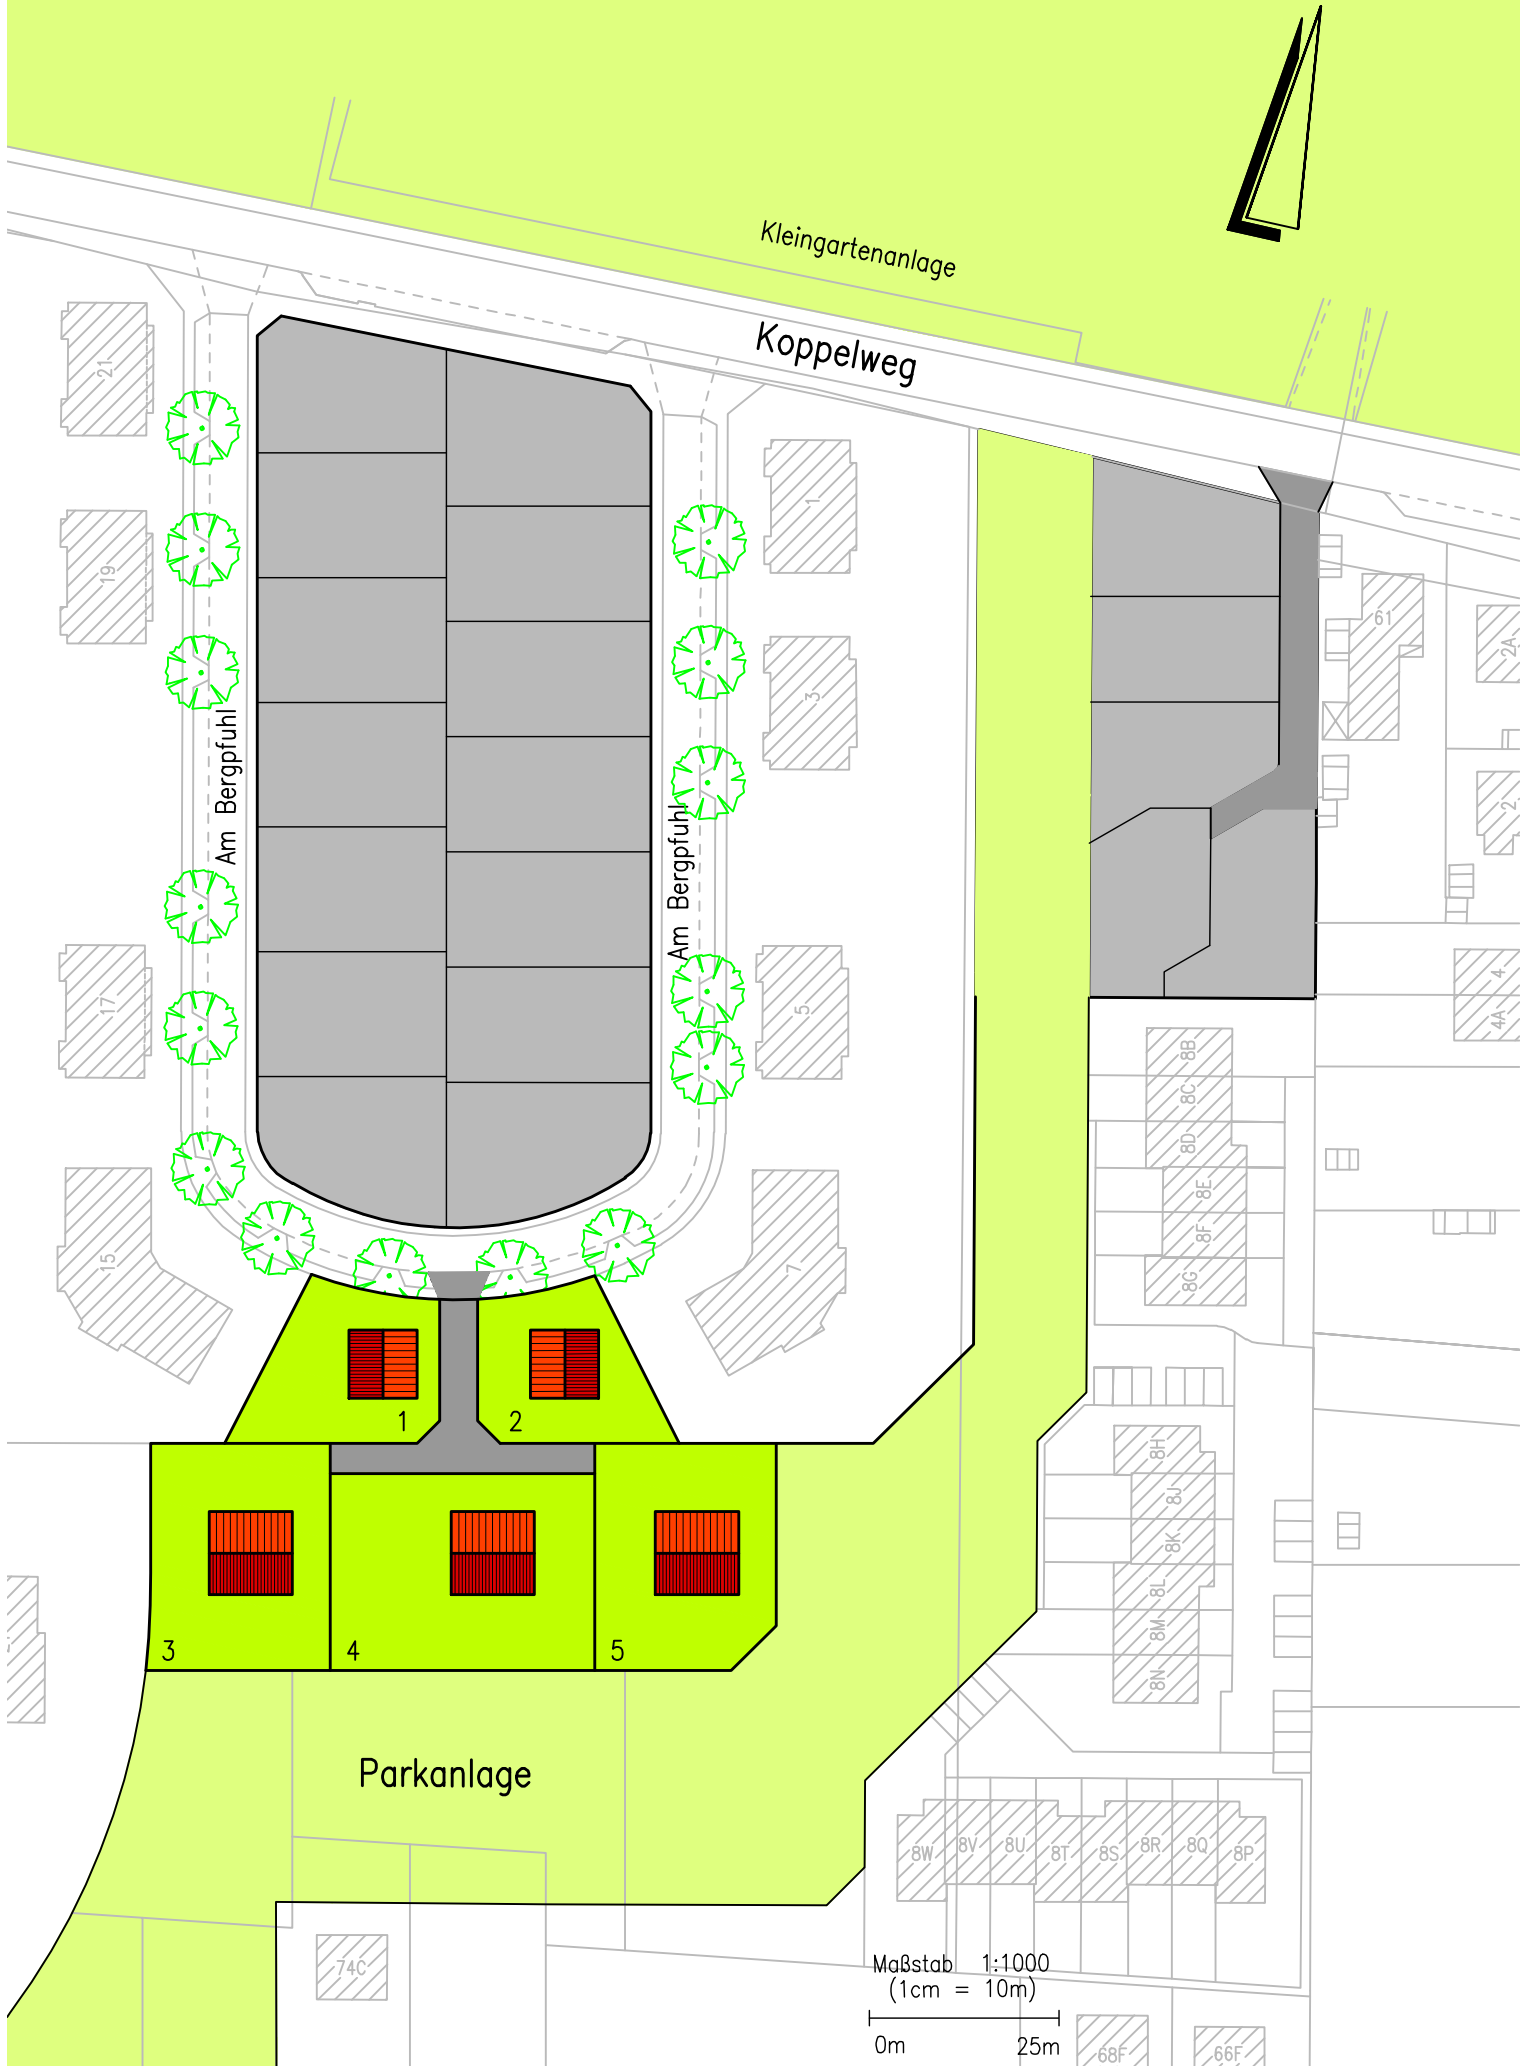 Kleingartenanlage
Koppelweg
21
1
19
61
2A
3
Am Bergpfuhl
Am Bergpfuhl
2
17
5
4
4A
8B
8C
8D
8E
8F
8G
15
7
1
2
8H
8J
8K
8L
8M
8N
3
4
5
Parkanlage
8W
8V
8U
8T
8S
8R
8Q
8P
74C
Maßstab 1:1000
(1cm = 10m)
0m 25m
68F
66F